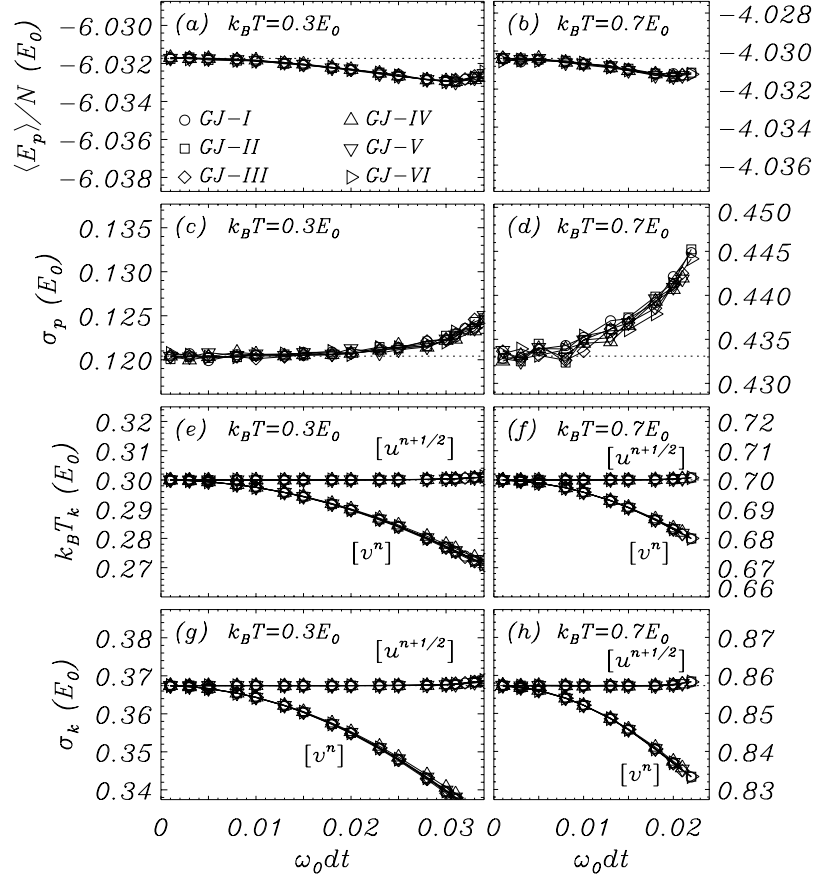 (a) k_BT=0.3E_0
(b) k_BT=0.7E_0
⟨E_p⟩/N (E_0)
−6.030
−6.032
−6.034
−6.036
−6.038
−4.028
−4.030
−4.032
−4.034
−4.036
GJ−I
GJ−II
GJ−III
GJ−IV
GJ−V
GJ−VI
(c) k_BT=0.3E_0
(d) k_BT=0.7E_0
σ_p (E_0)
0.135
0.130
0.125
0.120
0.450
0.445
0.440
0.435
0.430
(e) k_BT=0.3E_0
(f) k_BT=0.7E_0
k_BT_k (E_0)
0.32
0.31
0.30
0.29
0.28
0.27
[u^{n+1/2}]
[v^n]
[u^{n+1/2}]
[v^n]
0.72
0.71
0.70
0.69
0.68
0.67
0.66
(g) k_BT=0.3E_0
(h) k_BT=0.7E_0
σ_k (E_0)
0.38
0.37
0.36
0.35
0.34
[u^{n+1/2}]
[v^n]
[u^{n+1/2}]
[v^n]
0.87
0.86
0.85
0.84
0.83
0 0.01 0.02 0.03
0 0.01 0.02
ω_0dt
ω_0dt